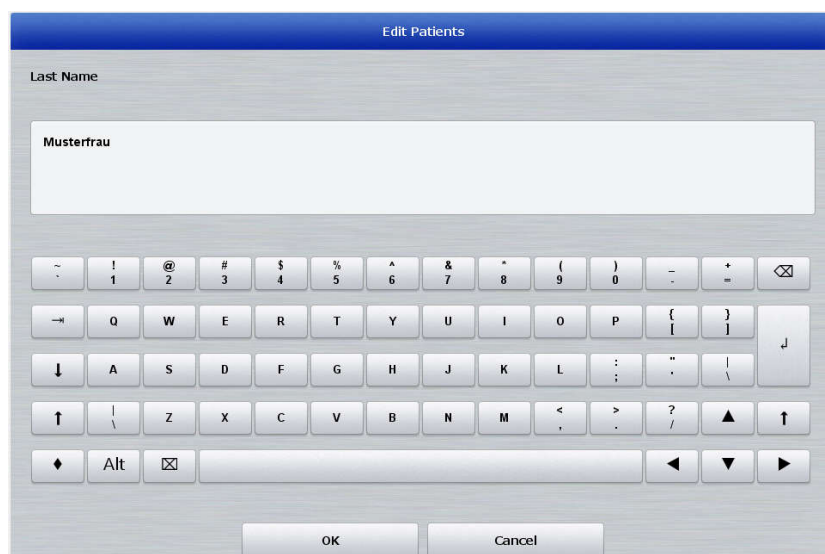 Edit Patients
Last Name
Musterfrau
~ ! @ # $ % ^ & * ( ) _ +
` 1 2 3 4 5 6 7 8 9 0 - =
Q W E R T Y U I O P { }
[ ]
A S D F G H J K L : " |
; ' \
| Z X C V B N M < > ?
\ , . /
Alt
OK Cancel